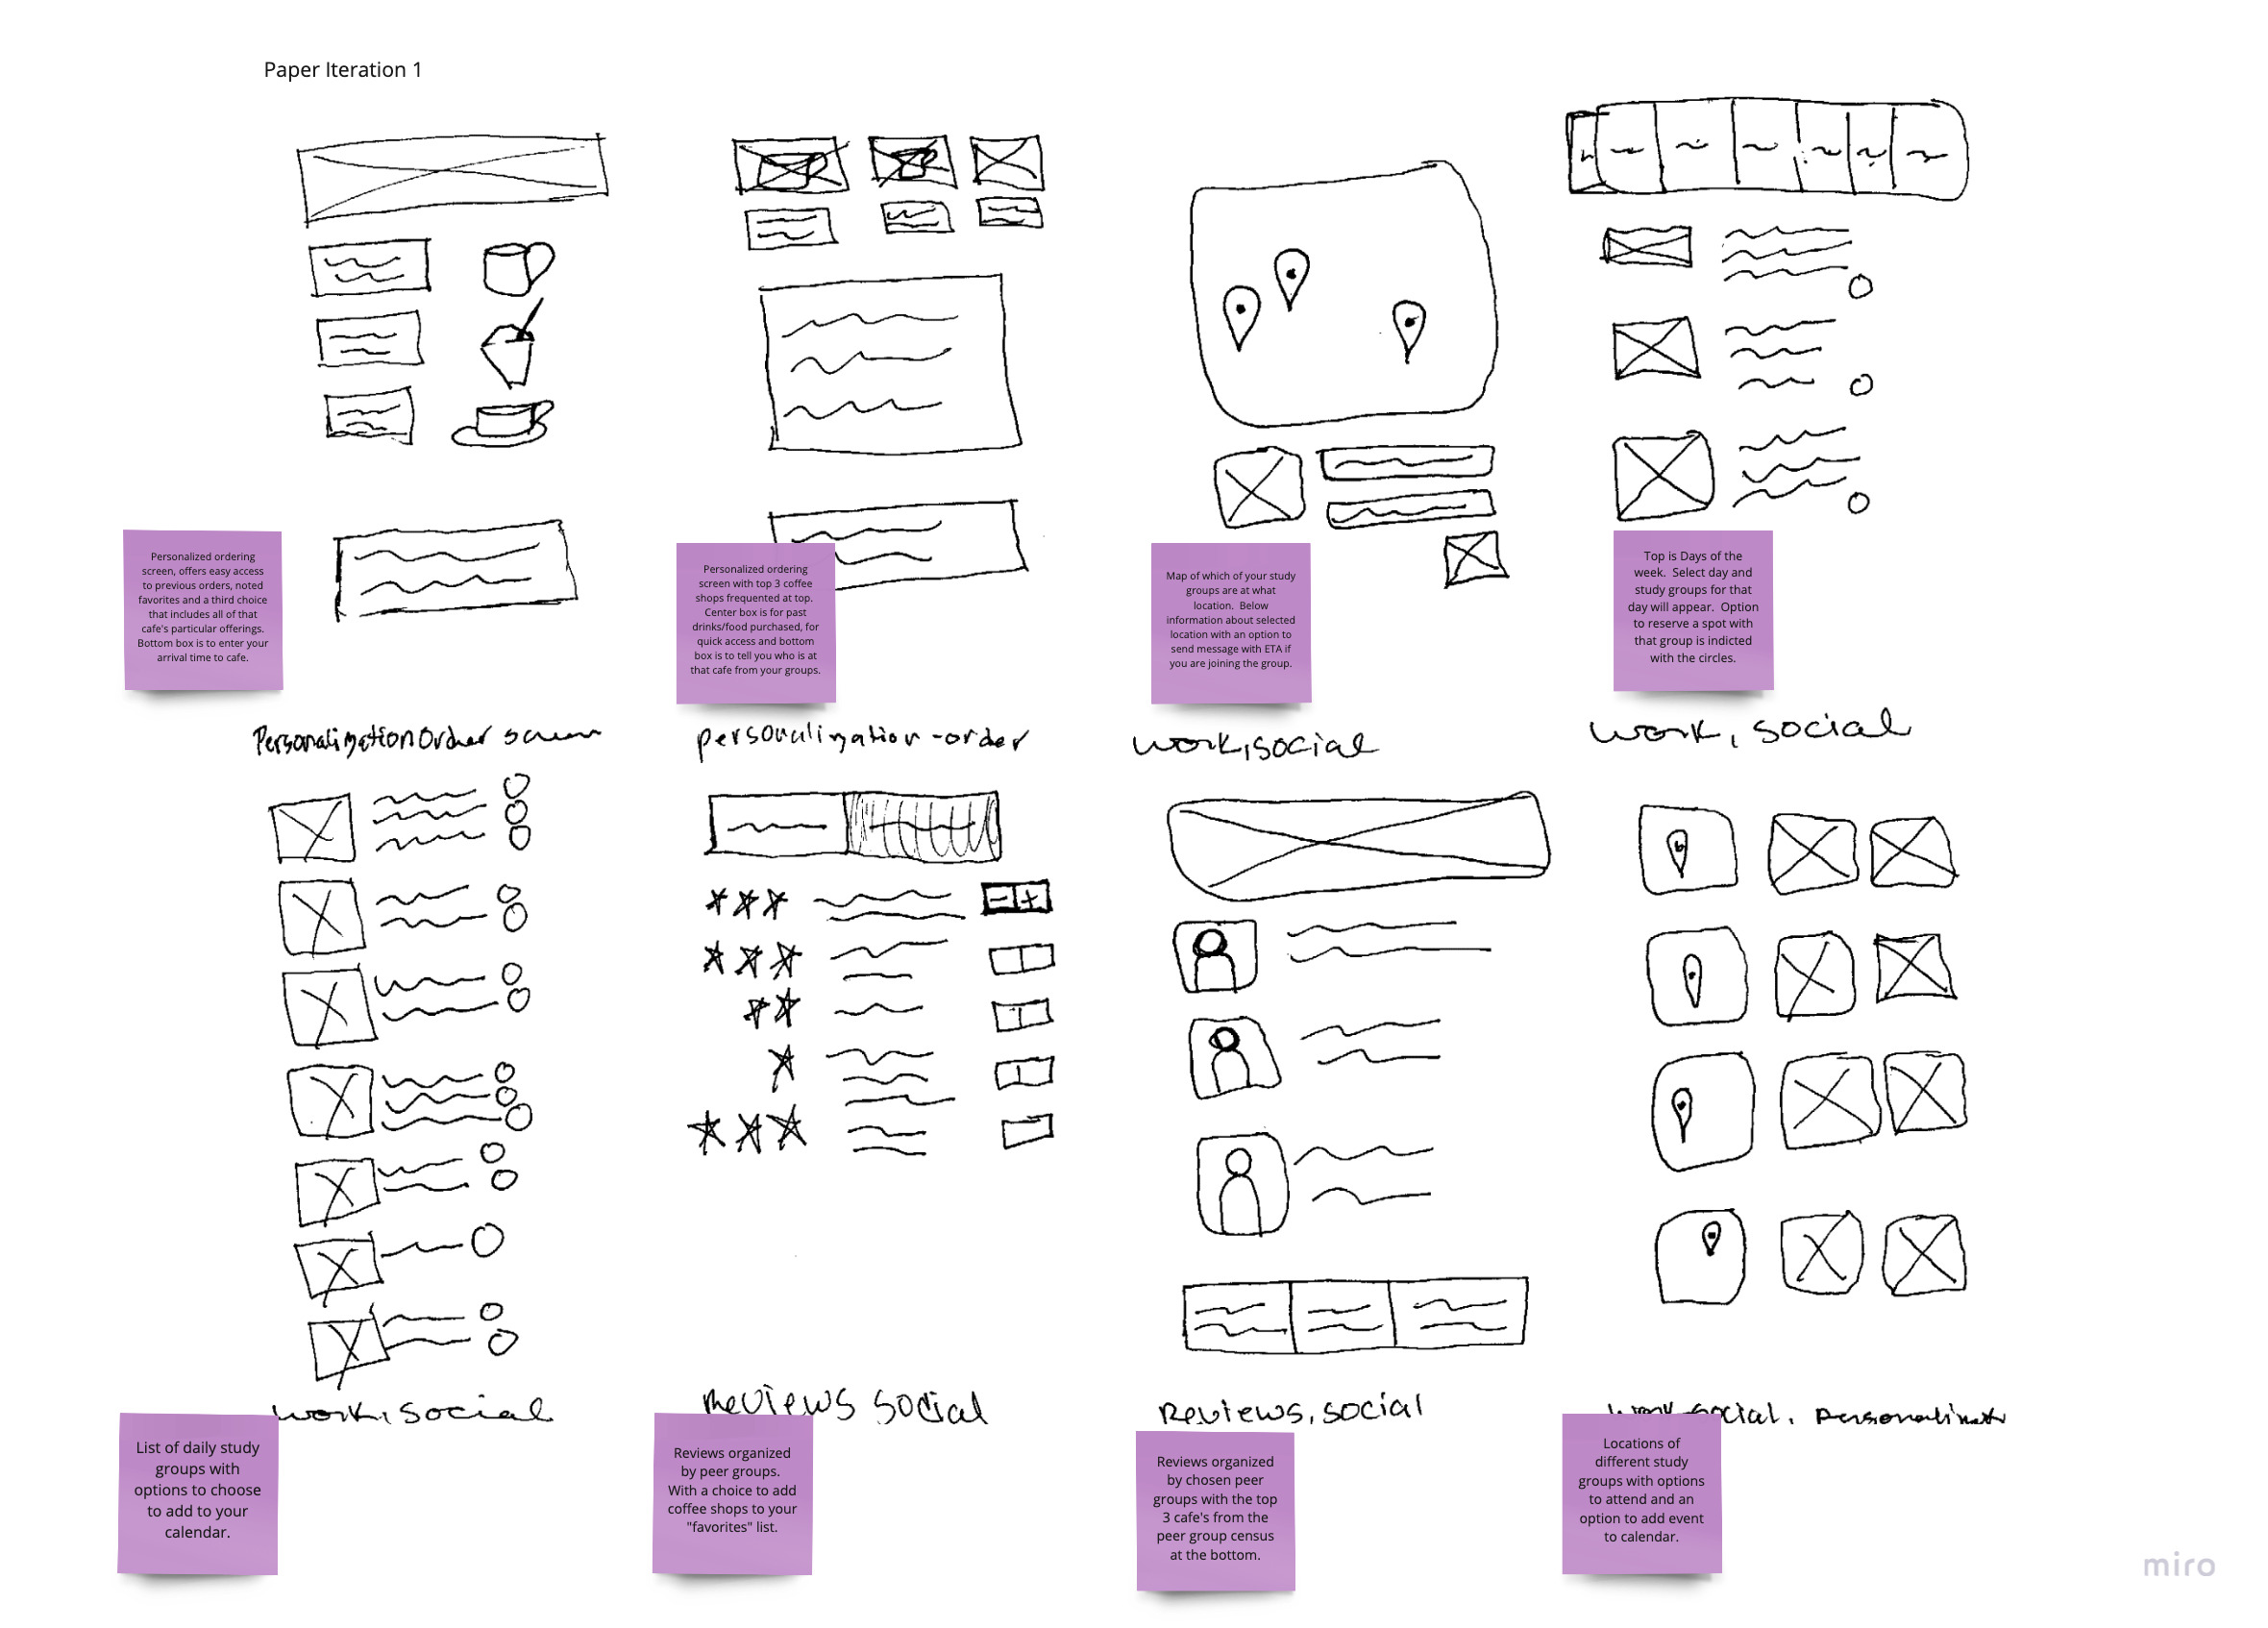 Paper Iteration 1
Personalized ordering
screen, offers easy access
to previous orders, noted
favorites and a third choice
that includes all of that
cafe's particular offerings.
Bottom box is to enter your
arrival time to cafe.
Personalized ordering
screen with top 3 coffee
shops frequented at top.
Center box is for past
drinks/food purchased, for
quick access and bottom
box is to tell you who is at
that cafe from your groups.
Map of which of your study
groups are at what
location. Below
information about selected
location with an option to
send message with ETA if
you are joining the group.
Top is Days of the
week. Select day and
study groups for that
day will appear. Option
to reserve a spot with
that group is indicted
with the circles.
Personalization Order screen
personalization - order
work, social
work, social
work, social
Reviews social
Reviews, social
work social, personalizat
List of daily study
groups with
options to choose
to add to your
calendar.
Reviews organized
by peer groups.
With a choice to add
coffee shops to your
"favorites" list.
Reviews organized
by chosen peer
groups with the top
3 cafe's from the
peer group census
at the bottom.
Locations of
different study
groups with options
to attend and an
option to add event
to calendar.
miro